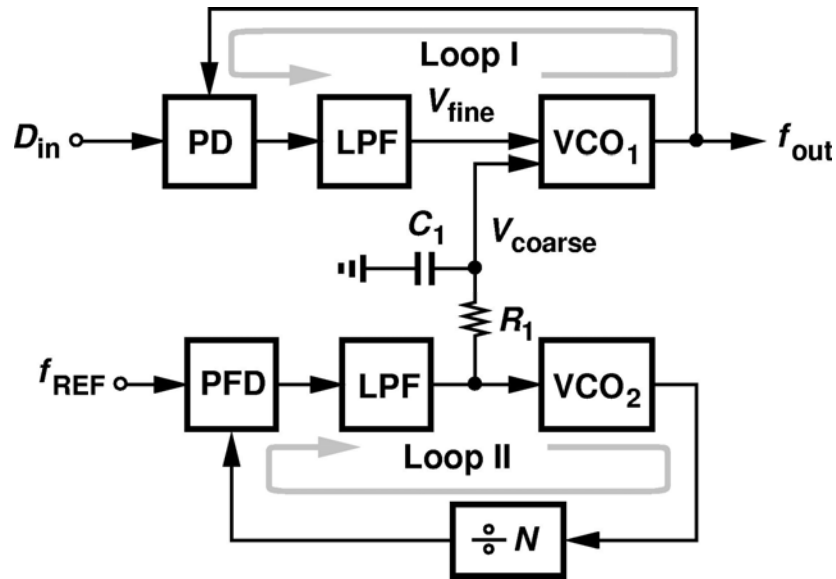 Loop I
D_in
PD
LPF
V_fine
VCO_1
f_out
C_1
V_coarse
R_1
f_REF
PFD
LPF
VCO_2
Loop II
÷ N